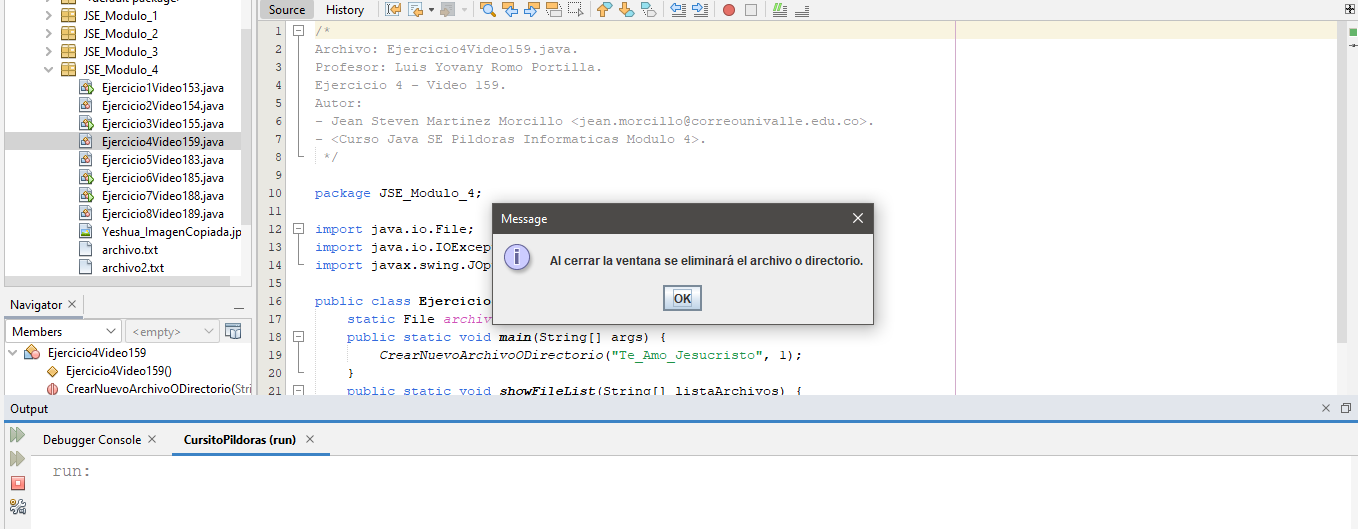 JSE_Modulo_1
JSE_Modulo_2
JSE_Modulo_3
JSE_Modulo_4
Ejercicio1Video153.java
Ejercicio2Video154.java
Ejercicio3Video155.java
Ejercicio4Video159.java
Ejercicio5Video183.java
Ejercicio6Video185.java
Ejercicio7Video188.java
Ejercicio8Video189.java
Yeshua_ImagenCopiada.jp
archivo.txt
archivo2.txt
Navigator
Members
<empty>
Ejercicio4Video159
Ejercicio4Video159()
CrearNuevoArchivoODirectorio(Stri
Source History
1 /*
2 Archivo: Ejercicio4Video159.java.
3 Profesor: Luis Yovany Romo Portilla.
4 Ejercicio 4 - Video 159.
5 Autor:
6 - Jean Steven Martinez Morcillo <jean.morcillo@correounivalle.edu.co>.
7 - <Curso Java SE Pildoras Informaticas Modulo 4>.
8 */
9
10 package JSE_Modulo_4;
11
12 import java.io.File;
13 import java.io.IOExcep
14 import javax.swing.JOp
15
16 public class Ejercicio
17 static File archiv
18 public static void main(String[] args) {
19 CrearNuevoArchivoODirectorio("Te_Amo_Jesucristo", 1);
20 }
21 public static void showFileList(String[] listaArchivos) {
Message
Al cerrar la ventana se eliminará el archivo o directorio.
OK
Output
Debugger Console
CursitoPildoras (run)
run: